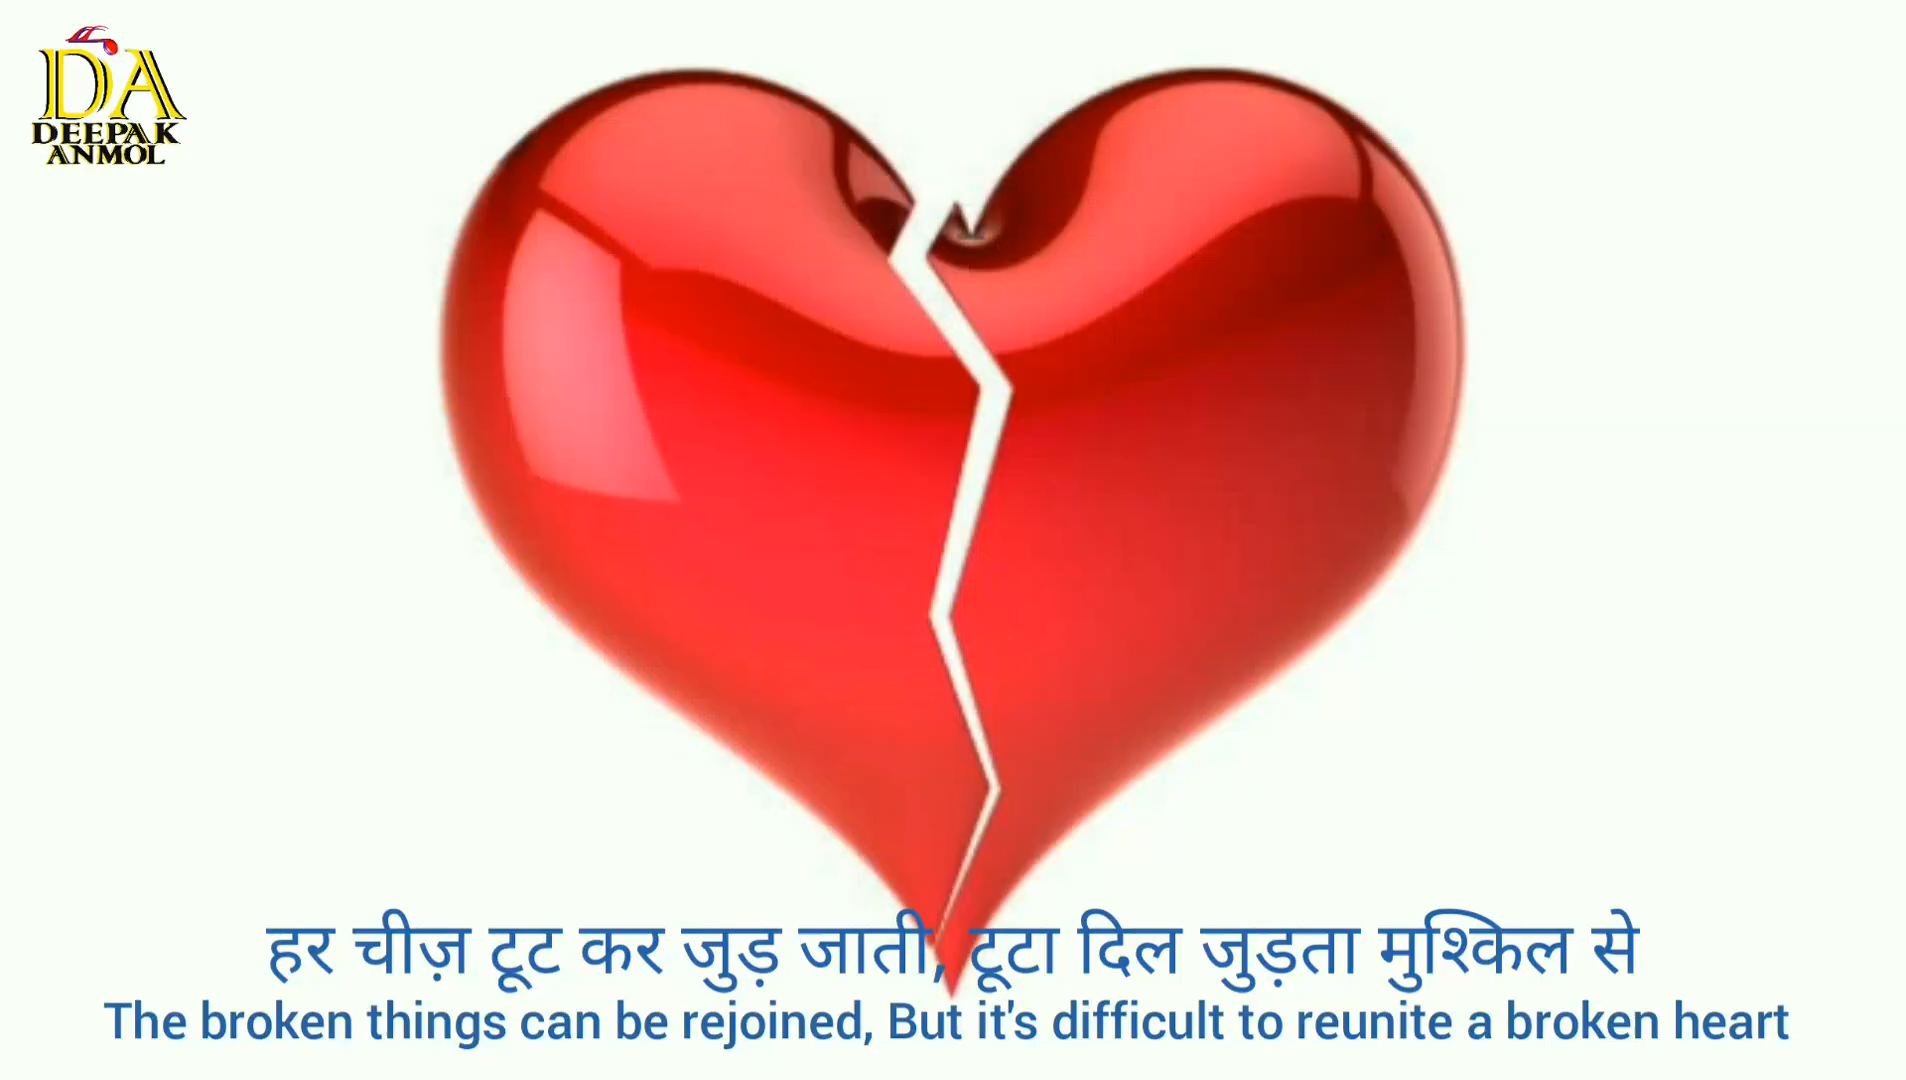 DA
DEEPAK
ANMOL
हर चीज़ टूट कर जुड़ जाती, टूटा दिल जुड़ता मुश्किल से
The broken things can be rejoined, But it's difficult to reunite a broken heart